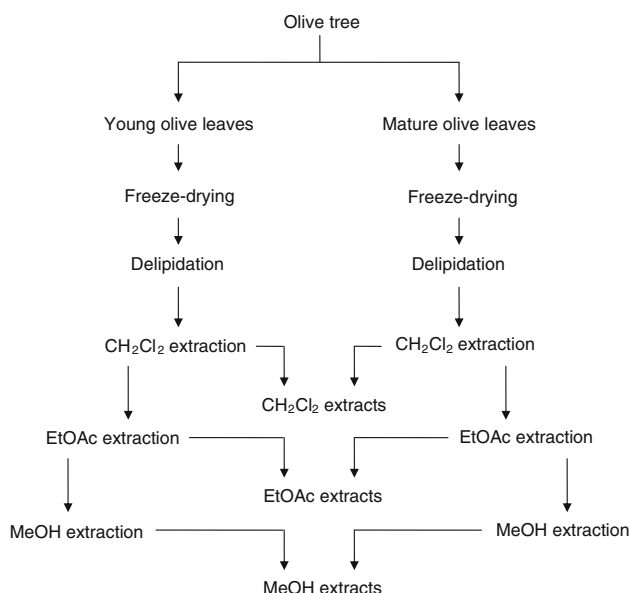 Olive tree
Young olive leaves
Mature olive leaves
Freeze-drying
Freeze-drying
Delipidation
Delipidation
CH₂Cl₂ extraction
CH₂Cl₂ extraction
CH₂Cl₂ extracts
EtOAc extraction
EtOAc extraction
EtOAc extracts
MeOH extraction
MeOH extraction
MeOH extracts